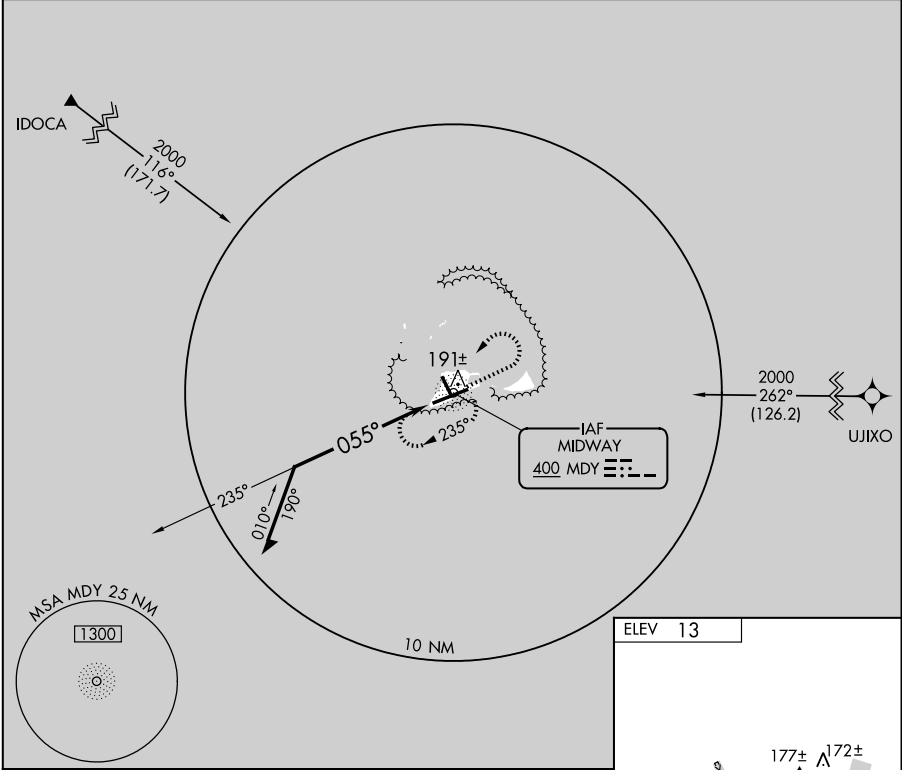 IDOCA
2000
116°
(171.7)
191±
2000
262°
(126.2)
UJIXO
055°
235°
IAF
MIDWAY
400 MDY
235°
010°
190°
MSA MDY 25 NM
1300
10 NM
ELEV 13
177±
172±